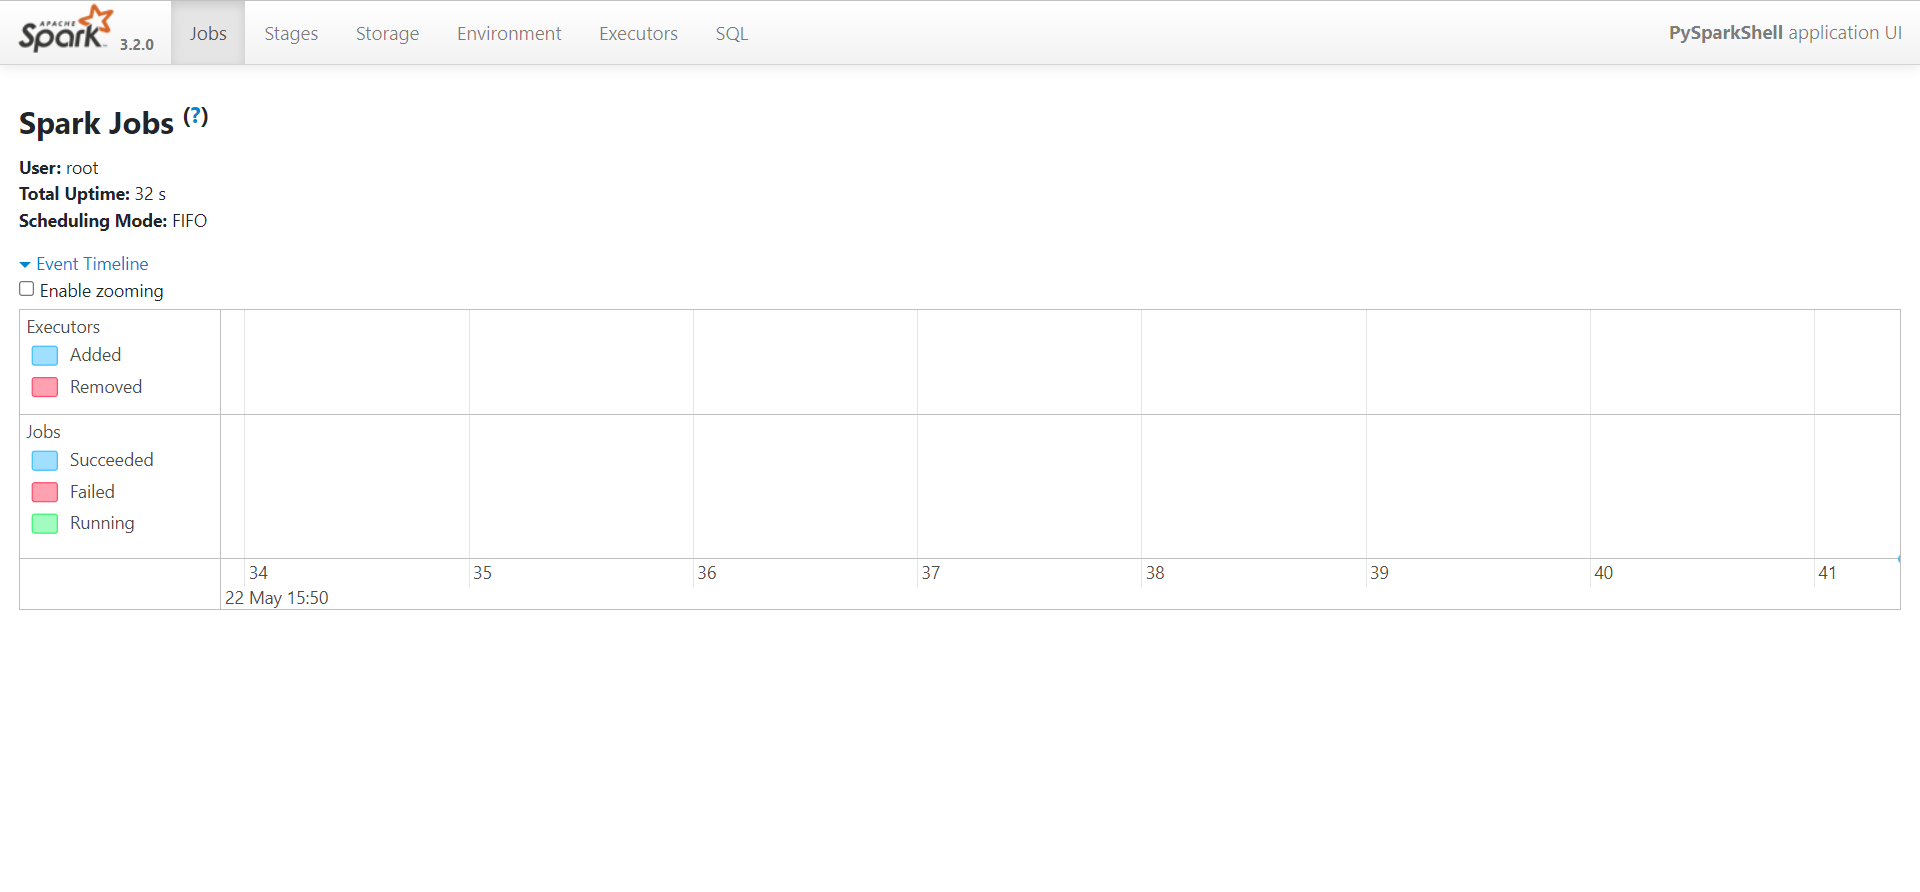 APACHE
Spark 3.2.0 Jobs Stages Storage Environment Executors SQL PySparkShell application UI
Spark Jobs (?)
User: root
Total Uptime: 32 s
Scheduling Mode: FIFO
Event Timeline
Enable zooming
Executors
Added
Removed
Jobs
Succeeded
Failed
Running
34 35 36 37 38 39 40 41
22 May 15:50